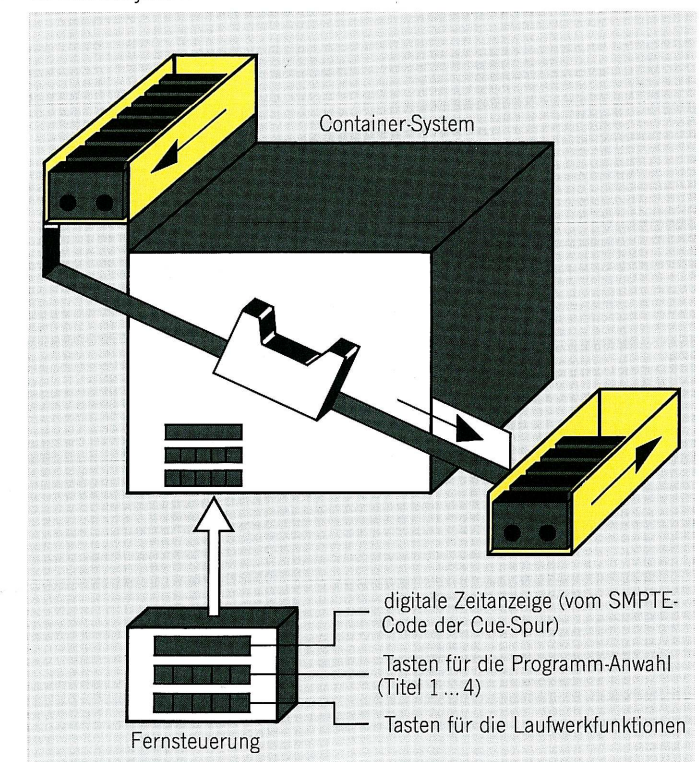 Container-System
digitale Zeitanzeige (vom SMPTE-
Code der Cue-Spur)
Tasten für die Programm-Anwahl
(Titel 1 ... 4)
Tasten für die Laufwerkfunktionen
Fernsteuerung